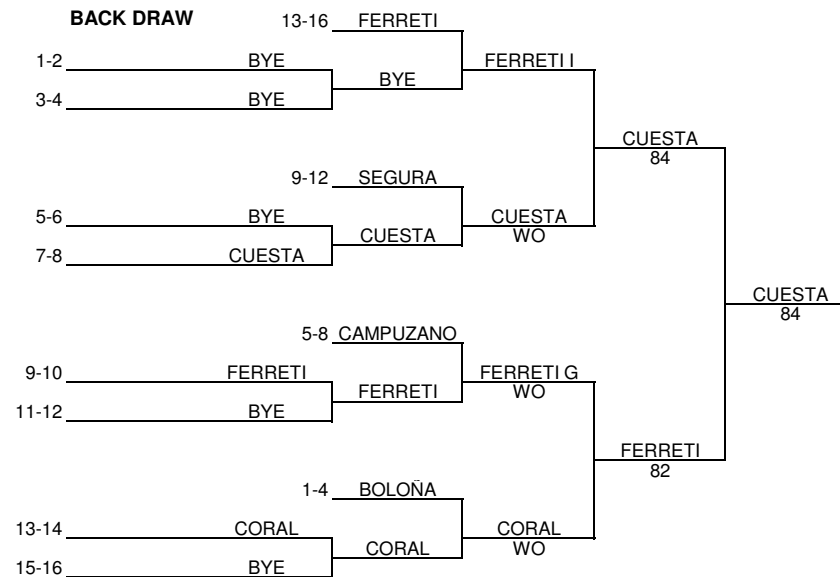 BACK DRAW
13-16 FERRETI
1-2 BYE FERRETI I
BYE
3-4 BYE
CUESTA
84
9-12 SEGURA
5-6 BYE CUESTA
CUESTA WO
7-8 CUESTA
CUESTA
84
5-8 CAMPUZANO
9-10 FERRETI FERRETI G
FERRETI WO
11-12 BYE
FERRETI
82
1-4 BOLOÑA
13-14 CORAL CORAL
CORAL WO
15-16 BYE